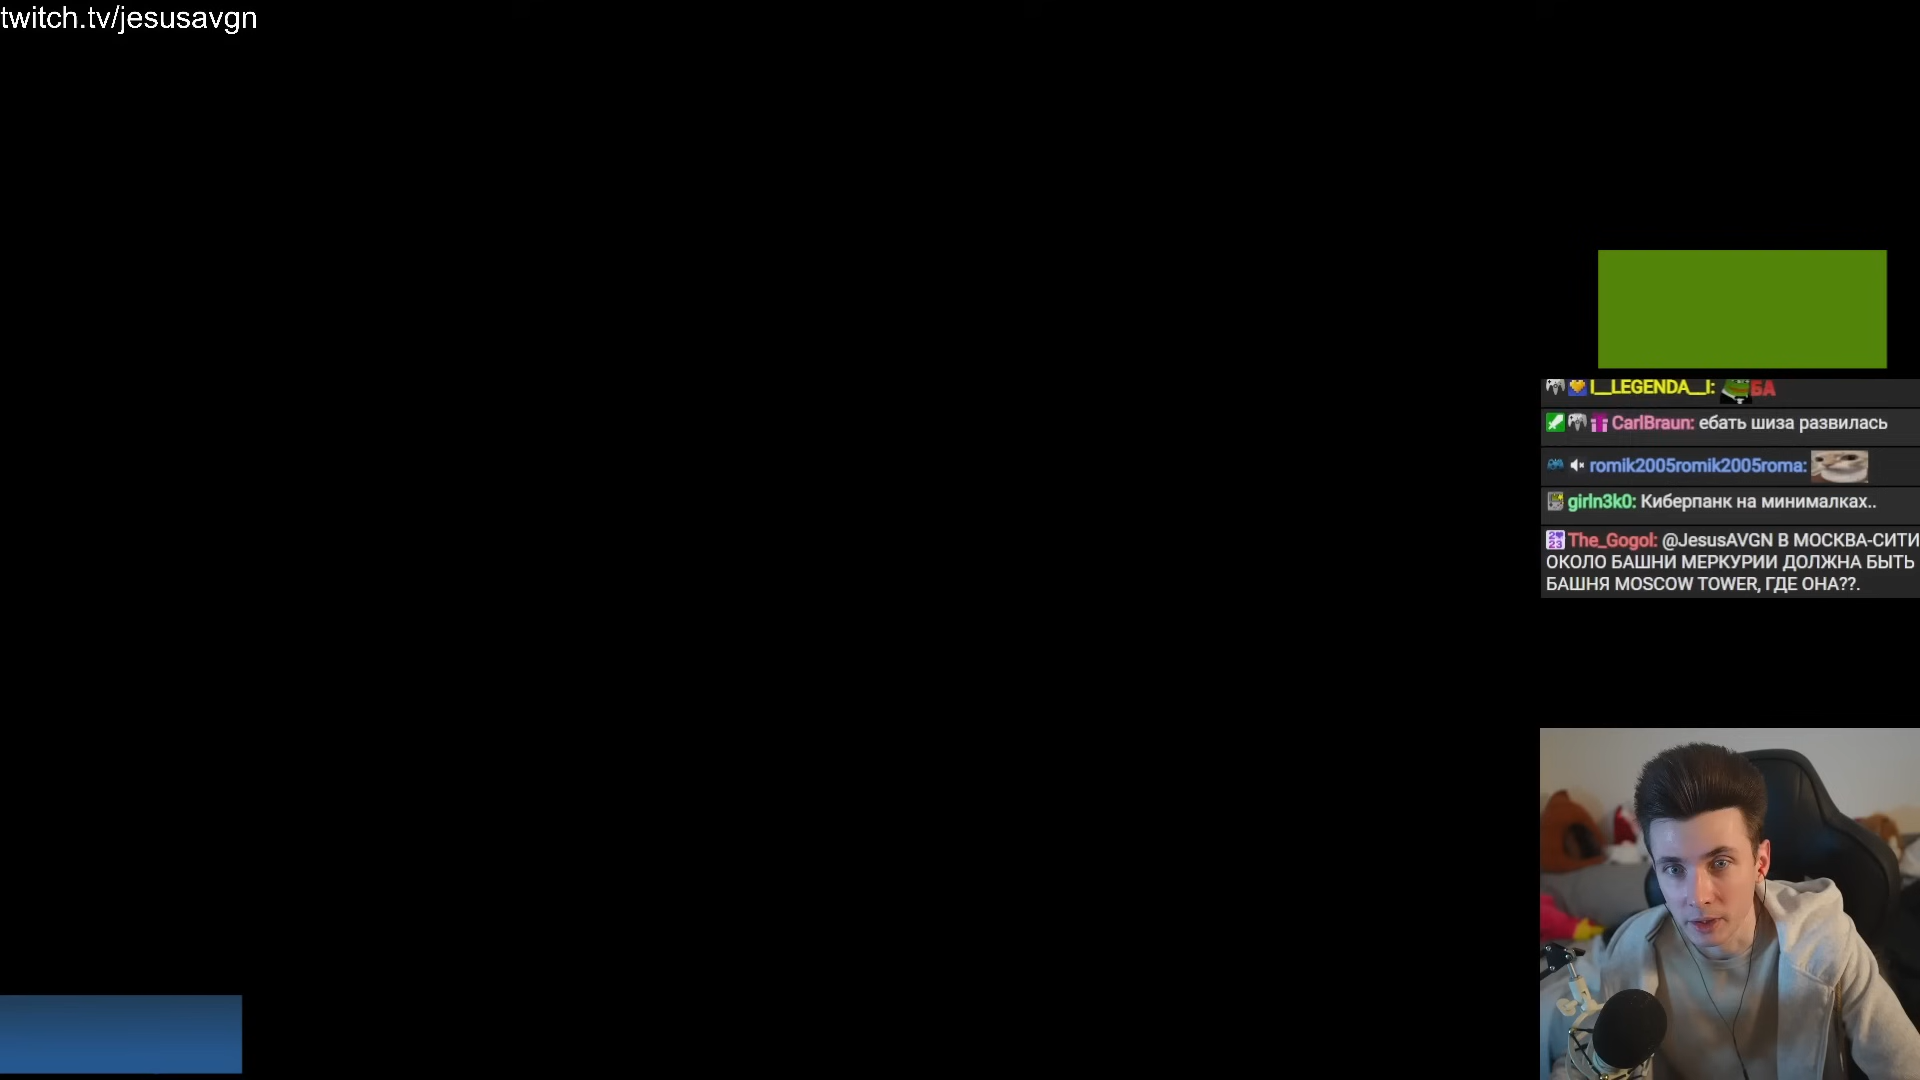 twitch.tv/jesusavgn
I__LEGENDA__I: БА
CarlBraun: ебать шиза развилась
romik2005romik2005roma:
girln3k0: Киберпанк на минималках..
The_Gogol: @JesusAVGN В МОСКВА-СИТИ
ОКОЛО БАШНИ МЕРКУРИИ ДОЛЖНА БЫТЬ
БАШНЯ MOSCOW TOWER, ГДЕ ОНА??.